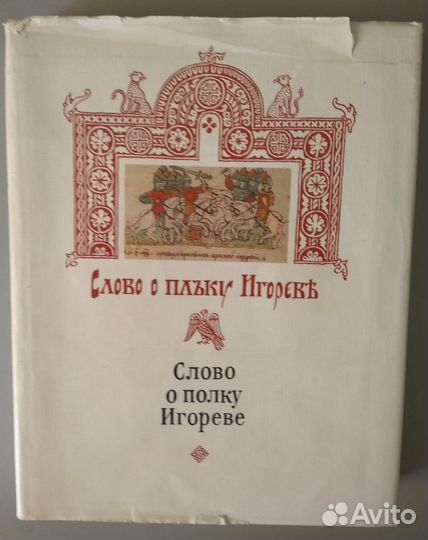 Слово о плъку Игоревѣ
Слово
о полку
Игореве
Avito